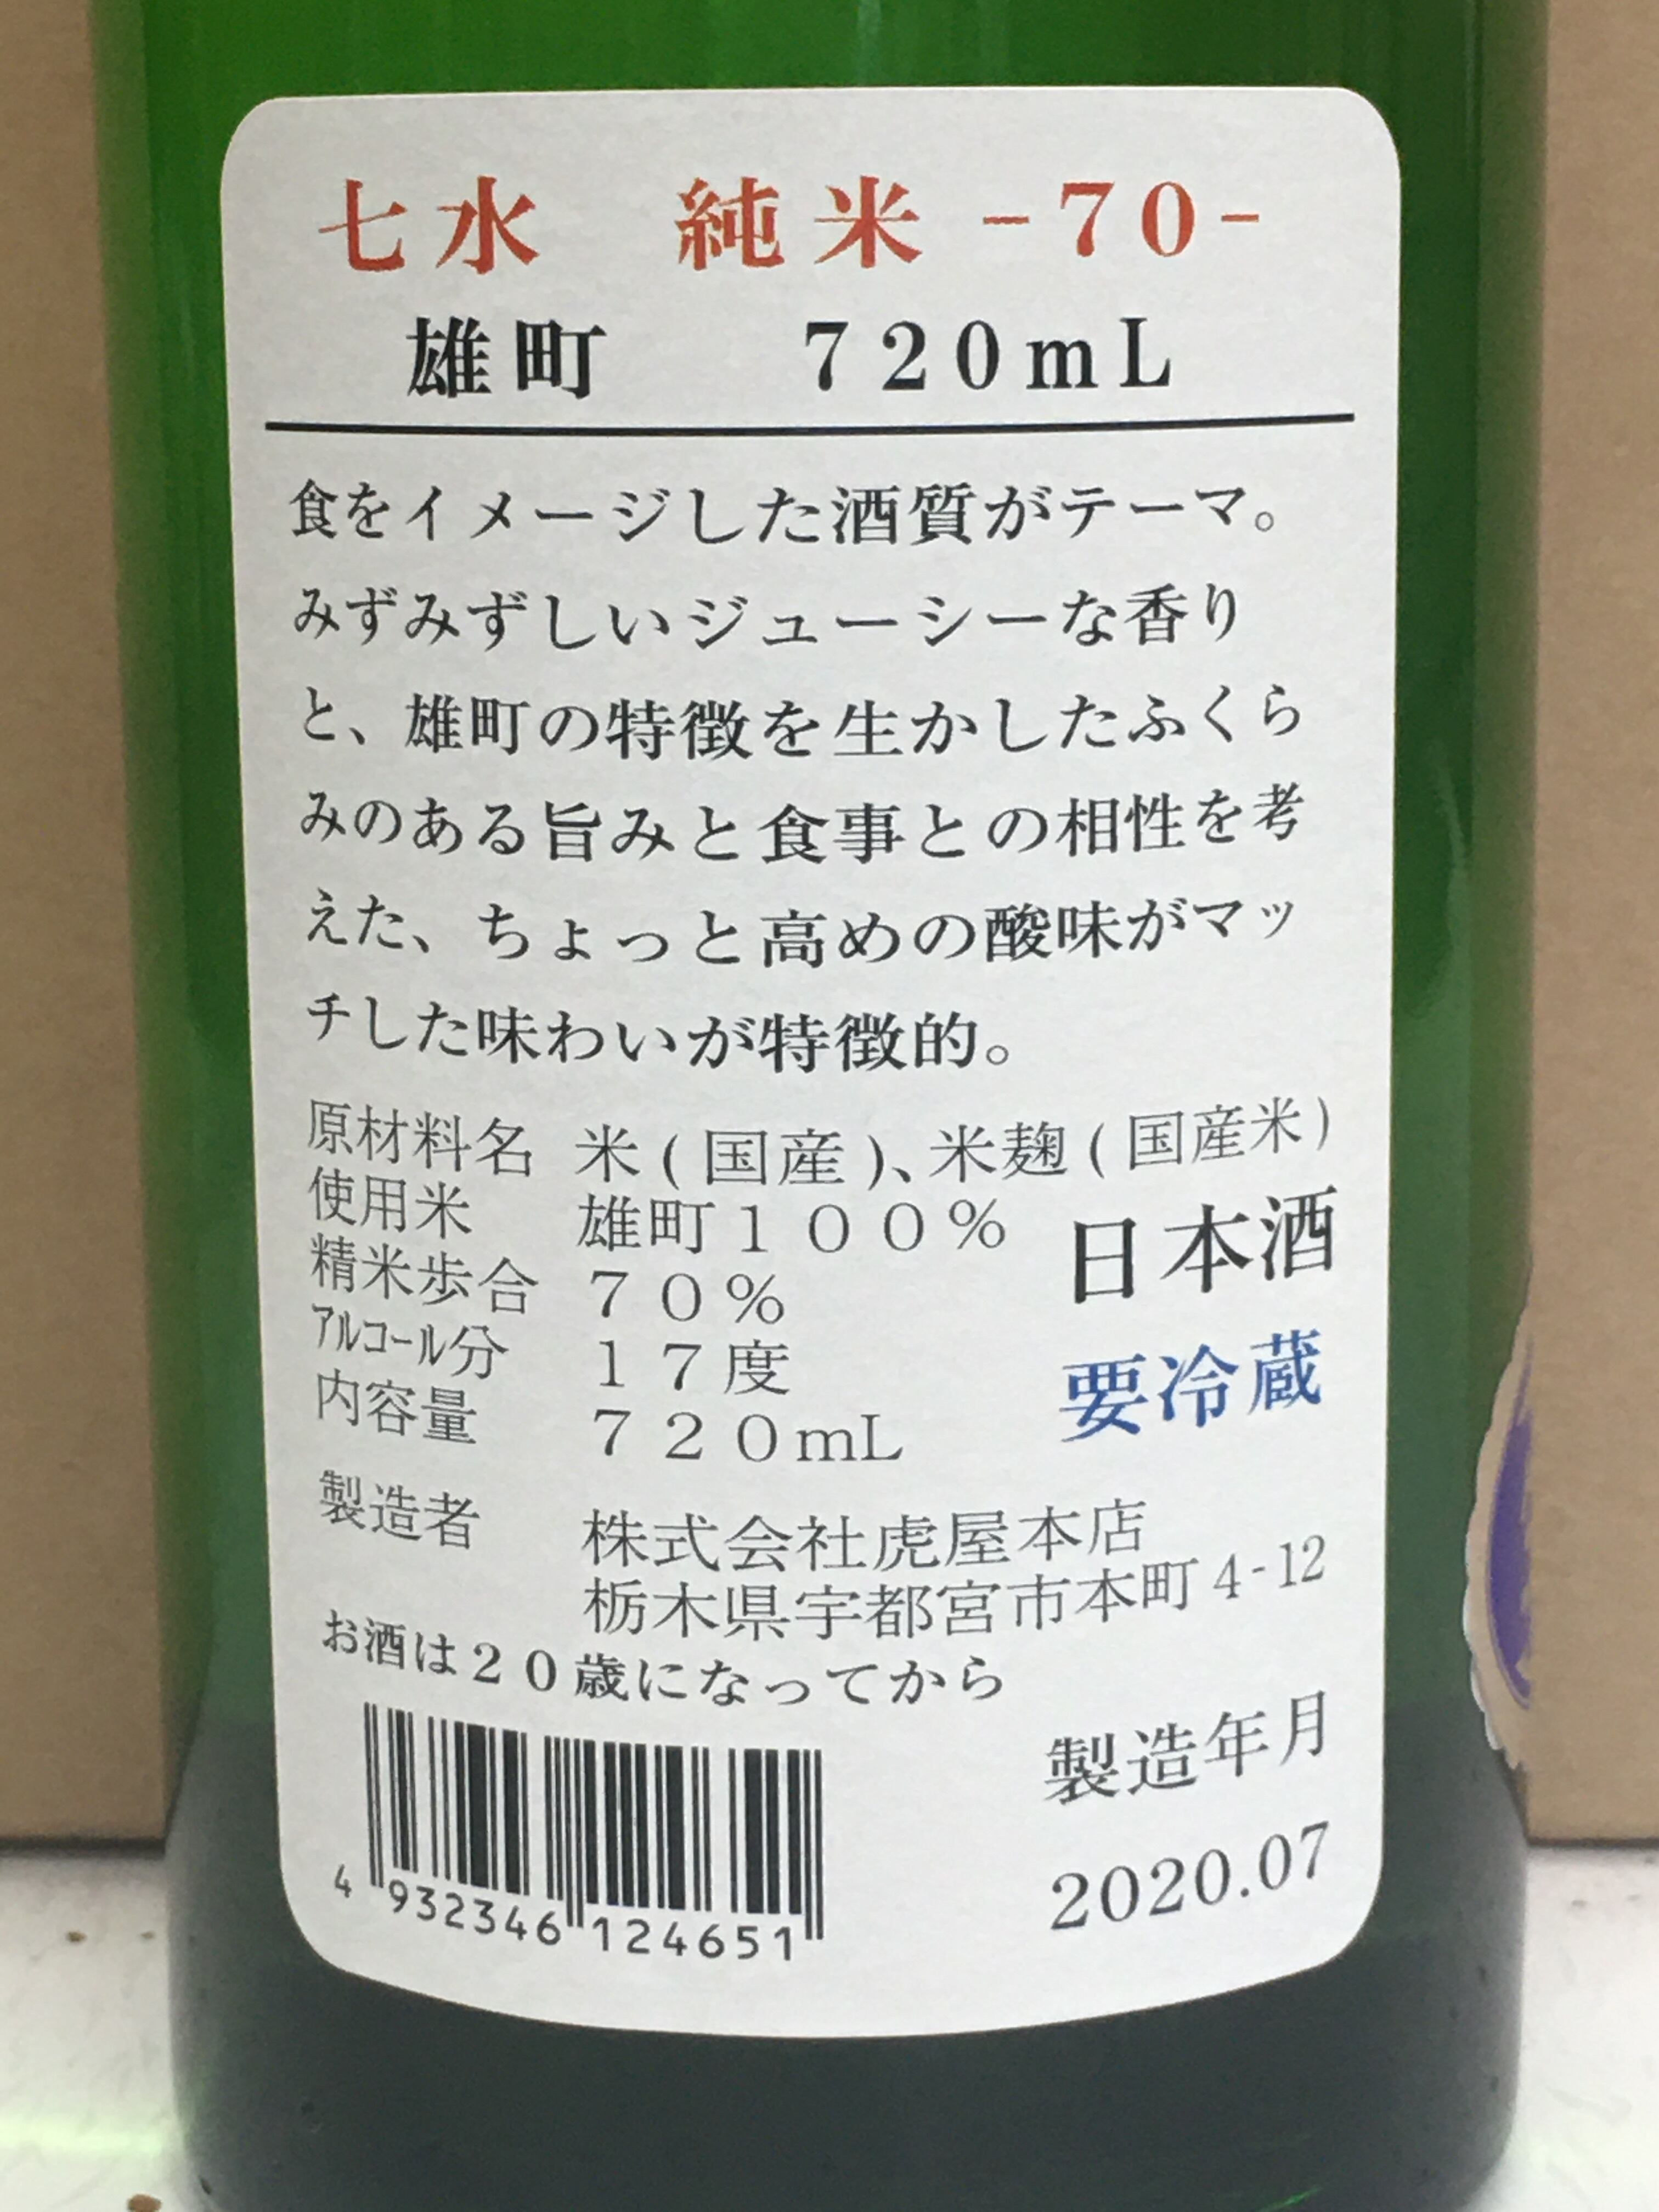 七水　純米 -70-
雄町　720mL
食をイメージした酒質がテーマ。
みずみずしいジューシーな香り
と、雄町の特徴を生かしたふくら
みのある旨みと食事との相性を考
えた、ちょっと高めの酸味がマッ
チした味わいが特徴的。
原材料名　米(国産)、米麹(国産米)
使用米　雄町１００％
精米歩合　７０％
ｱﾙｺｰﾙ分　１７度
内容量　７２０mL
日本酒
要冷蔵
製造者　株式会社虎屋本店
栃木県宇都宮市本町4-12
お酒は２０歳になってから
製造年月
2020.07
4 932346 124651